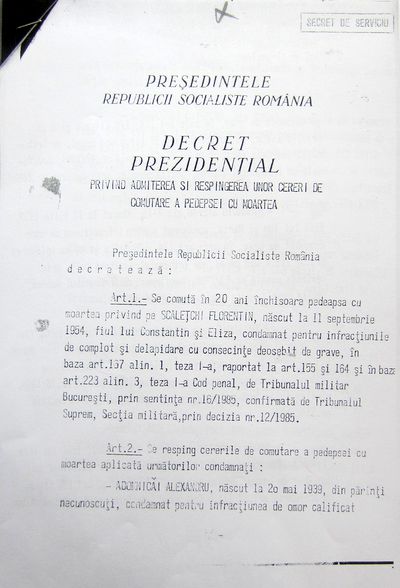 SECRET DE SERVICIU
PREŞEDINTELE
REPUBLICII SOCIALISTE ROMÂNIA
DECRET
PREZIDENŢIAL
PRIVIND ADMITEREA SI RESPINGEREA UNOR CERERI DE
COMUTARE A PEDEPSEI CU MOARTEA
Preşedintele Republicii Socialiste România
d e c r e t e a z ă :
Art.1.- Se comută în 20 ani închisoare pedeapsa cu
moartea privind pe SCĂLEŢCHI FLORENTIN, născut la 11 septembrie
1954, fiul lui Constantin şi Eliza, condamnat pentru infracţiunile
de complot şi delapidare cu consecinţe deosebit de grave, în
baza art.167 alin. 1, teza I-a, raportat la art.155 şi 164 şi în baza
art.223 alin. 3, teza I-a Cod penal, de Tribunalul militar
Bucureşti, prin sentinţa nr.16/1985, confirmată de Tribunalul
Suprem, Secţia militară,prin decizia nr.12/1985.
Art.2.- Se resping cererile de comutare a pedepsei cu
moartea aplicată următorilor condamnaţi :
- ADOMNICĂI ALEXANDRU, născut la 2o mai 1939, din părinţi
necunoscuţi, condamnat pentru infracţiunea de omor calificat